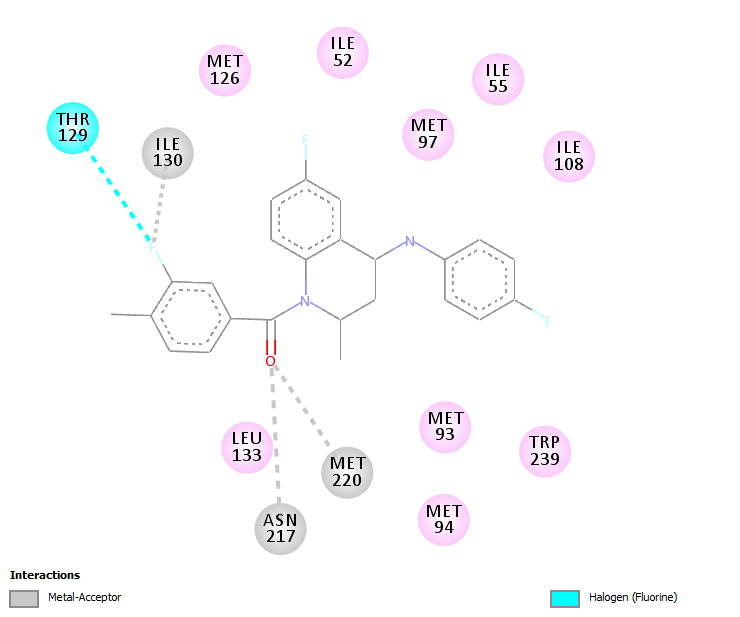 ILE
52
MET
126
ILE
55
THR
129
MET
97
ILE
130
ILE
108
F
N
F
N
F
O
LEU
133
MET
93
TRP
239
MET
220
MET
94
ASN
217
Interactions
Metal-Acceptor
Halogen (Fluorine)